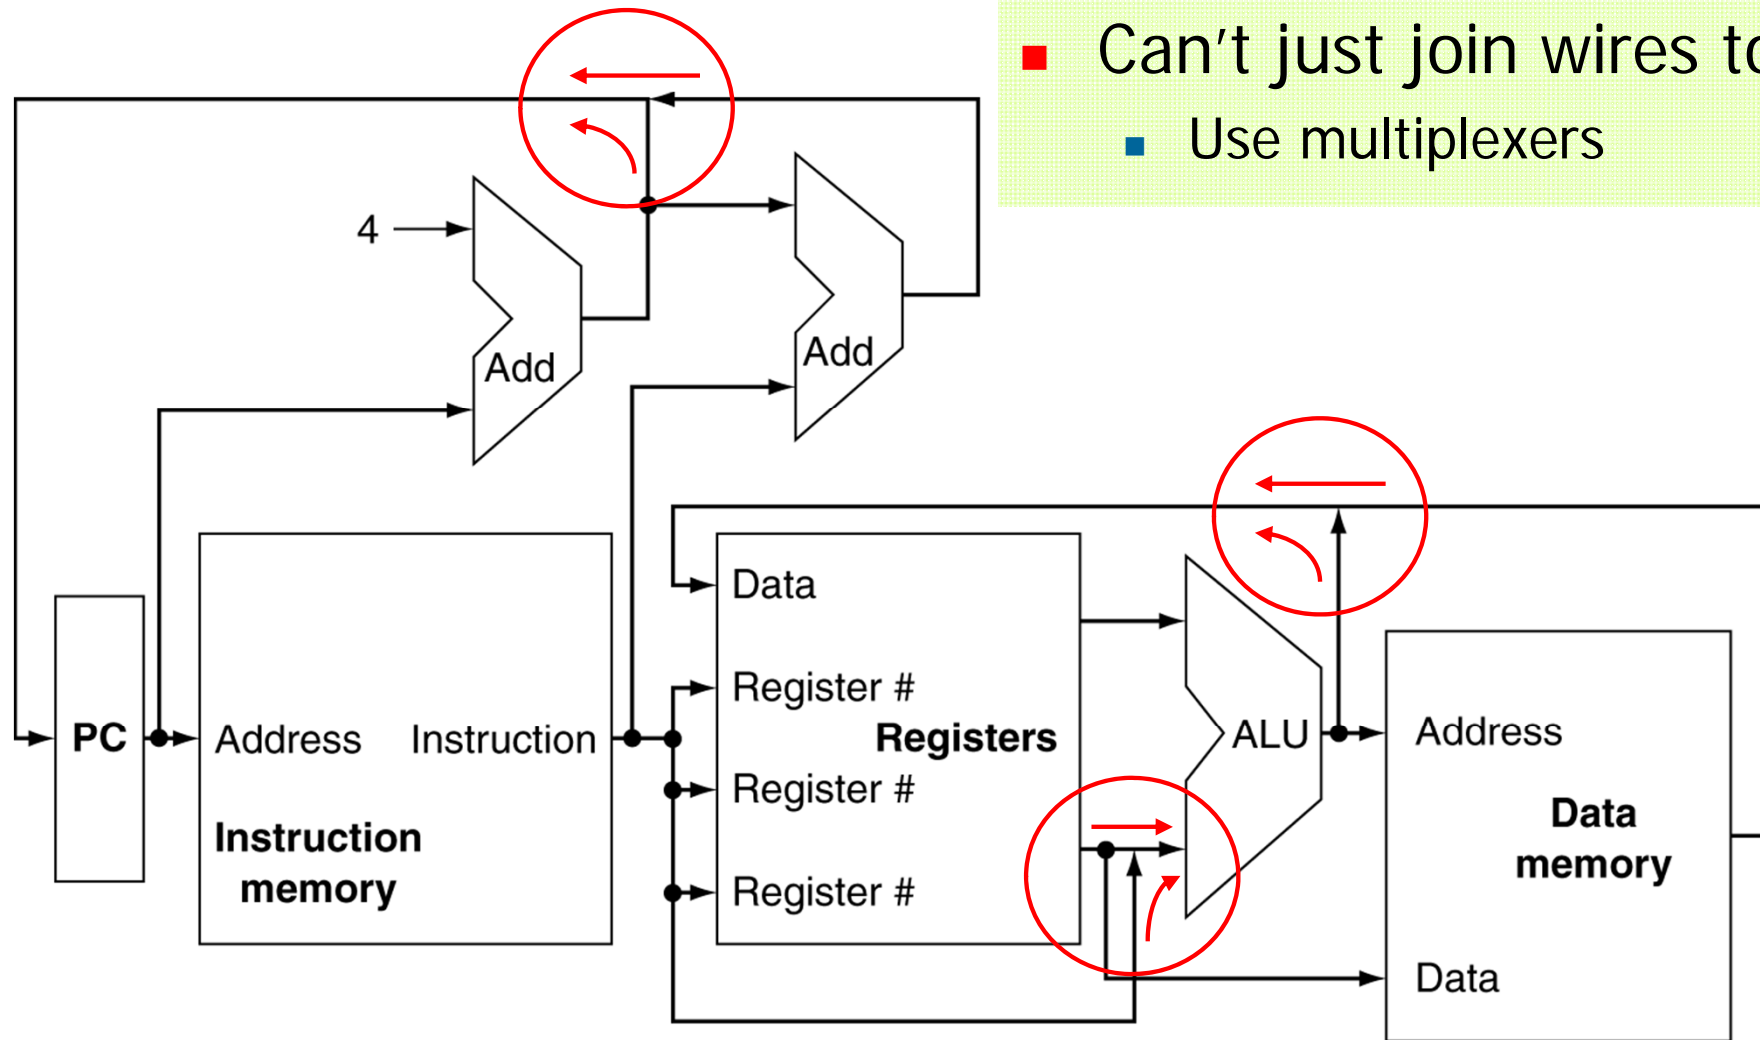 Can't just join wires to
Use multiplexers
4
Add
Add
Data
Register #
PC
Address
Instruction
Registers
ALU
Address
Register #
Instruction
memory
Data
memory
Register #
Data